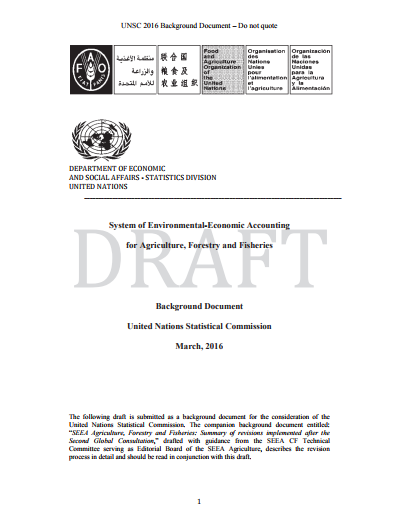 UNSC 2016 Background Document – Do not quote
FAO
FIAT PANIS
منظمة الأغذية
والزراعة
للأمم المتحدة
联合国
粮食及
农业组织
Food
and
Agriculture
Organization
of
the
United
Nations
Organisation
des
Nations
Unies
pour
l'alimentation
et
l'agriculture
Organización
de las
Naciones
Unidas
para la
Agricultura
y la
Alimentación
DEPARTMENT OF ECONOMIC
AND SOCIAL AFFAIRS - STATISTICS DIVISION
UNITED NATIONS
System of Environmental-Economic Accounting
for Agriculture, Forestry and Fisheries
DRAFT
Background Document
United Nations Statistical Commission
March, 2016
The following draft is submitted as a background document for the consideration of the
United Nations Statistical Commission. The companion background document entitled:
"SEEA Agriculture, Forestry and Fisheries: Summary of revisions implemented after the
Second Global Consultation," drafted with guidance from the SEEA CF Technical
Committee serving as Editorial Board of the SEEA Agriculture, describes the revision
process in detail and should be read in conjunction with this draft.
1